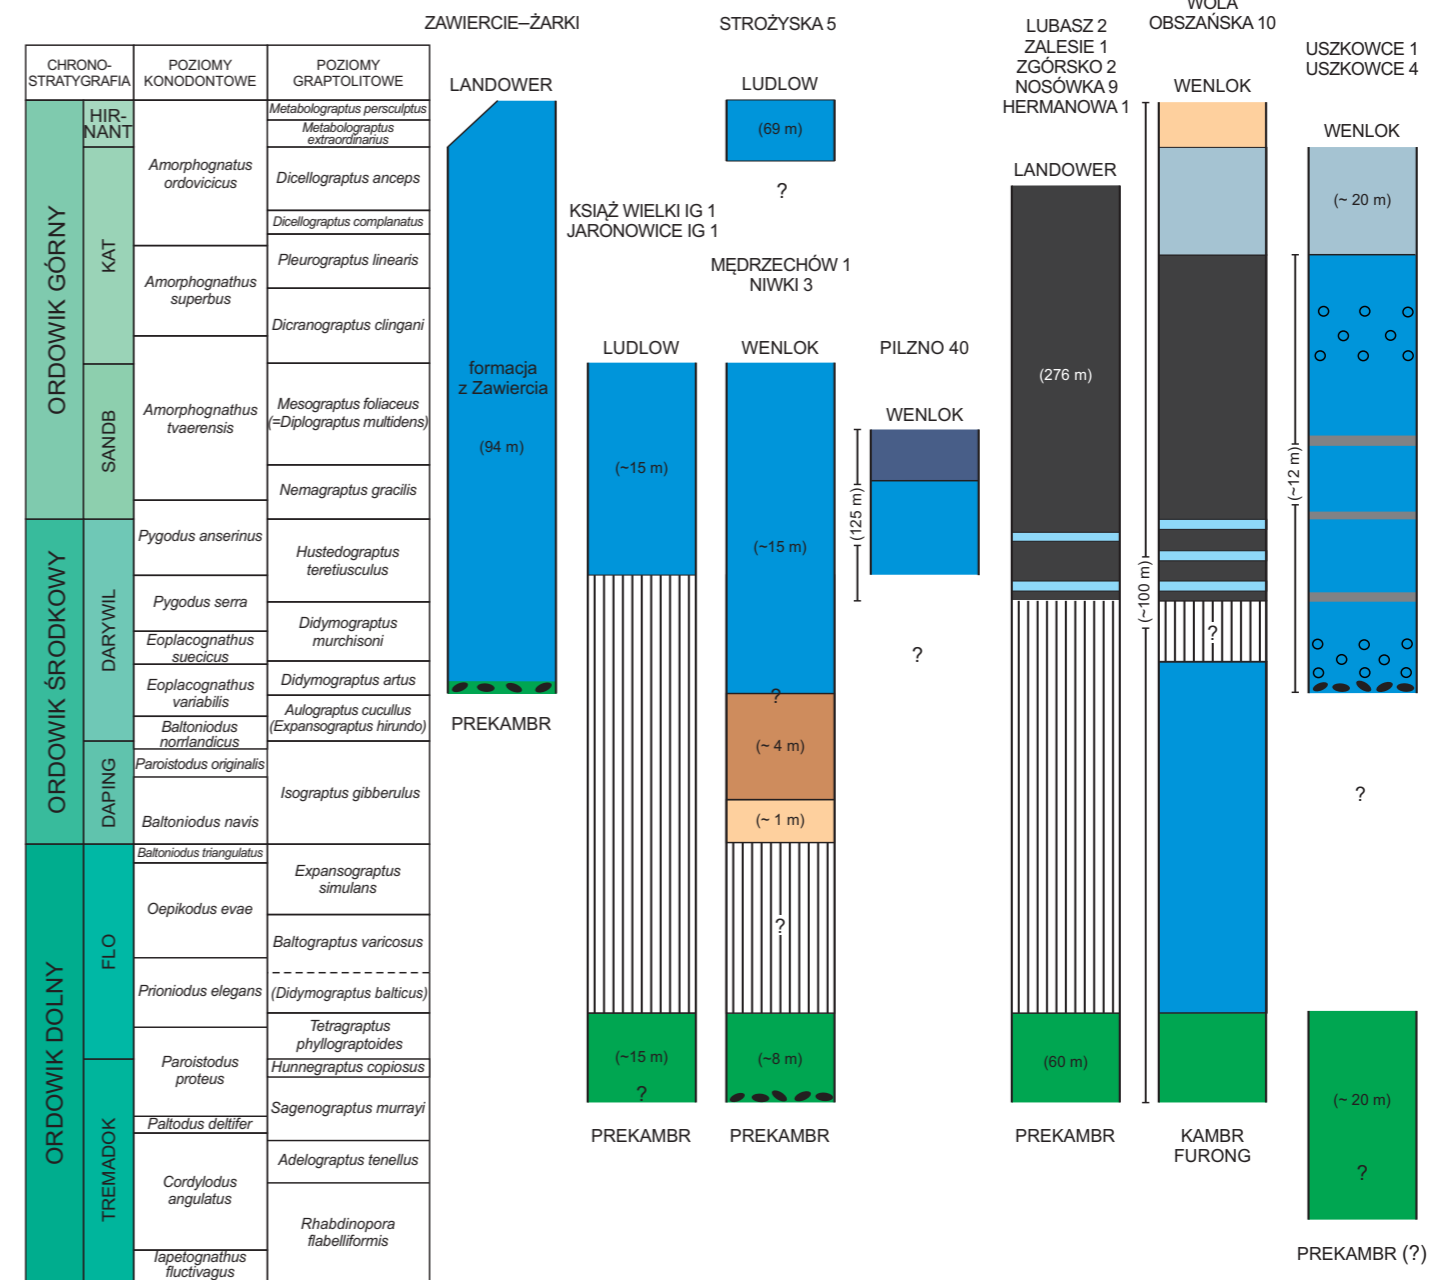 ZAWIERCIE–ŻARKI
STROŻYSKA 5
LUBASZ 2
ZALESIE 1
ZGÓRSKO 2
NOSÓWKA 9
HERMANOWA 1
WOLA
OBSZAŃSKA 10
USZKOWCE 1
USZKOWCE 4
CHRONO-
STRATYGRAFIA
POZIOMY
KONODONTOWE
POZIOMY
GRAPTOLITOWE
ORDOWIK GÓRNY
ORDOWIK ŚRODKOWY
ORDOWIK DOLNY
HIR-
NANT
KAT
SANDB
DARYWIL
DAPING
FLO
TREMADOK
Amorphognatus
ordovicicus
Amorphognathus
superbus
Amorphognathus
tvaerensis
Pygodus anserinus
Pygodus serra
Eoplacognathus
suecicus
Eoplacognathus
variabilis
Baltoniodus
norrlandicus
Paroistodus originalis
Baltoniodus navis
Baltoniodus triangulatus
Oepikodus evae
Prioniodus elegans
Paroistodus
proteus
Paltodus deltifer
Cordylodus
angulatus
Iapetognathus
fluctivagus
Metabolograptus persculptus
Metabolograptus
extraordinarius
Dicellograptus anceps
Dicellograptus complanatus
Pleurograptus linearis
Dicranograptus clingani
Mesograptus foliaceus
(=Diplograptus multidens)
Nemagraptus gracilis
Hustedograptus
teretiusculus
Didymograptus
murchisoni
Didymograptus artus
Aulograptus cucullus
(Expansograptus hirundo)
Isograptus gibberulus
Expansograptus
simulans
Baltograptus varicosus
(Didymograptus balticus)
Tetragraptus
phyllograptoides
Hunnegraptus copiosus
Sagenograptus murrayi
Adelograptus tenellus
Rhabdinopora
flabelliformis
LANDOWER
formacja
z Zawiercia
(94 m)
PREKAMBR
KSIĄŻ WIELKI IG 1
JARONOWICE IG 1
LUDLOW
(~15 m)
(~15 m)
?
PREKAMBR
LUDLOW
(69 m)
?
MĘDRZECHÓW 1
NIWKI 3
WENLOK
(~15 m)
?
(~ 4 m)
(~ 1 m)
?
(~8 m)
PREKAMBR
PILZNO 40
WENLOK
(125 m)
?
LANDOWER
(276 m)
(60 m)
PREKAMBR
WENLOK
(~100 m)
?
KAMBR
FURONG
WENLOK
(~ 20 m)
(~12 m)
?
(~ 20 m)
?
PREKAMBR (?)